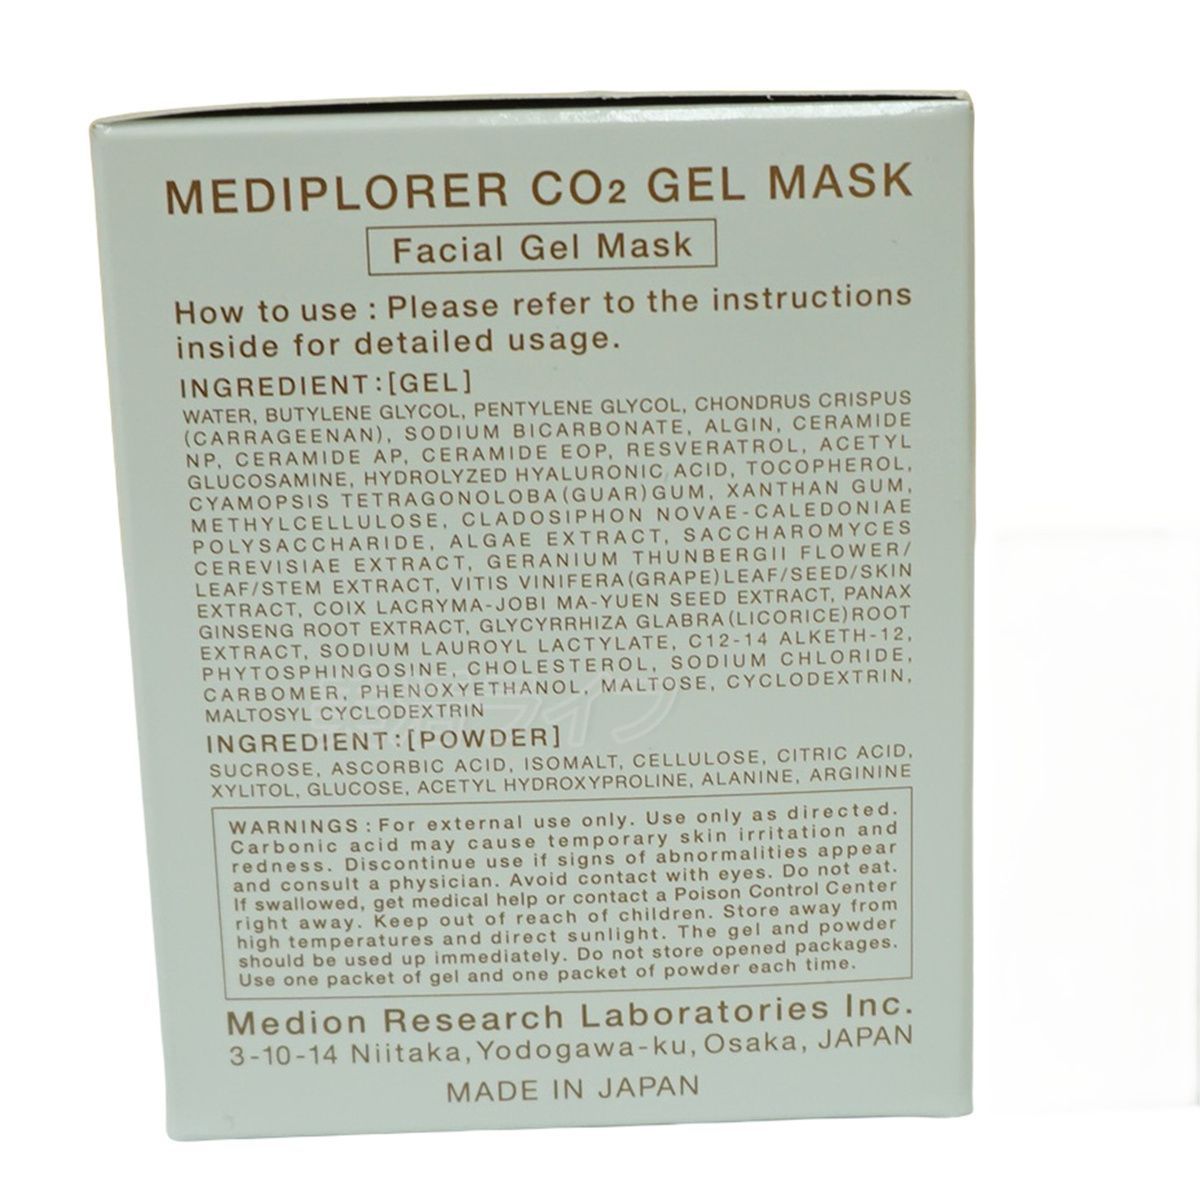 MEDIPLORER CO2 GEL MASK
Facial Gel Mask
How to use : Please refer to the instructions
inside for detailed usage.
INGREDIENT:[GEL]
WATER, BUTYLENE GLYCOL, PENTYLENE GLYCOL, CHONDRUS CRISPUS
(CARRAGEENAN), SODIUM BICARBONATE, ALGIN, CERAMIDE
NP, CERAMIDE AP, CERAMIDE EOP, RESVERATROL, ACETYL
GLUCOSAMINE, HYDROLYZED HYALURONIC ACID, TOCOPHEROL,
CYAMOPSIS TETRAGONOLOBA(GUAR)GUM, XANTHAN GUM,
METHYLCELLULOSE, CLADOSIPHON NOVAE-CALEDONIAE
POLYSACCHARIDE, ALGAE EXTRACT, SACCHAROMYCES
CEREVISIAE EXTRACT, GERANIUM THUNBERGII FLOWER/
LEAF/STEM EXTRACT, VITIS VINIFERA(GRAPE)LEAF/SEED/SKIN
EXTRACT, COIX LACRYMA-JOBI MA-YUEN SEED EXTRACT, PANAX
GINSENG ROOT EXTRACT, GLYCYRRHIZA GLABRA(LICORICE)ROOT
EXTRACT, SODIUM LAUROYL LACTYLATE, C12-14 ALKETH-12,
PHYTOSPHINGOSINE, CHOLESTEROL, SODIUM CHLORIDE,
CARBOMER, PHENOXYETHANOL, MALTOSE, CYCLODEXTRIN,
MALTOSYL CYCLODEXTRIN
ライフ
INGREDIENT:[POWDER]
SUCROSE, ASCORBIC ACID, ISOMALT, CELLULOSE, CITRIC ACID,
XYLITOL, GLUCOSE, ACETYL HYDROXYPROLINE, ALANINE, ARGININE
WARNINGS : For external use only. Use only as directed.
Carbonic acid may cause temporary skin irritation and
redness. Discontinue use if signs of abnormalities appear
and consult a physician. Avoid contact with eyes. Do not eat.
If swallowed, get medical help or contact a Poison Control Center
right away. Keep out of reach of children. Store away from
high temperatures and direct sunlight. The gel and powder
should be used up immediately. Do not store opened packages.
Use one packet of gel and one packet of powder each time.
Medion Research Laboratories Inc.
3-10-14 Niitaka, Yodogawa-ku, Osaka, JAPAN
MADE IN JAPAN